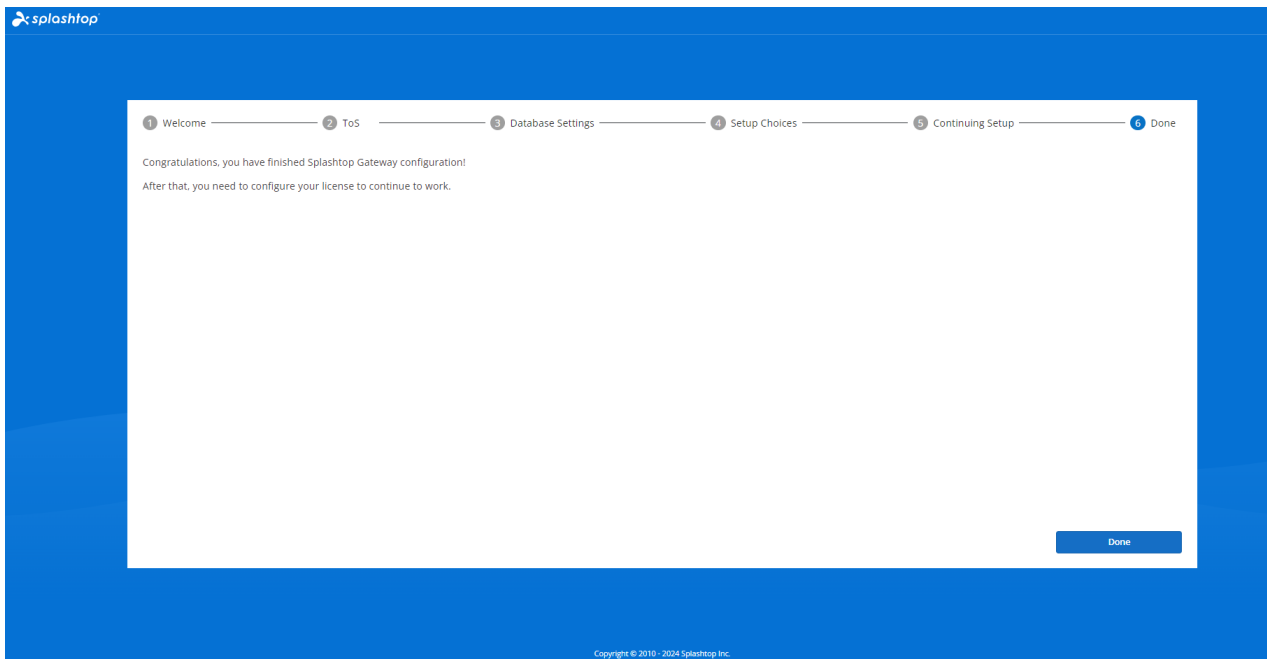 splashtop
1 Welcome 2 ToS 3 Database Settings 4 Setup Choices 5 Continuing Setup 6 Done
Congratulations, you have finished Splashtop Gateway configuration!
After that, you need to configure your license to continue to work.
Done
Copyright © 2010 - 2024 Splashtop Inc.